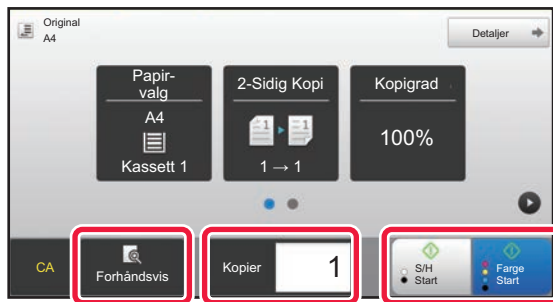 Original
A4
Detaljer
Papir-
valg
A4
Kassett 1
2-Sidig Kopi
1 → 1
Kopigrad
100%
CA
Forhåndsvis
Kopier
1
S/H
Start
Farge
Start